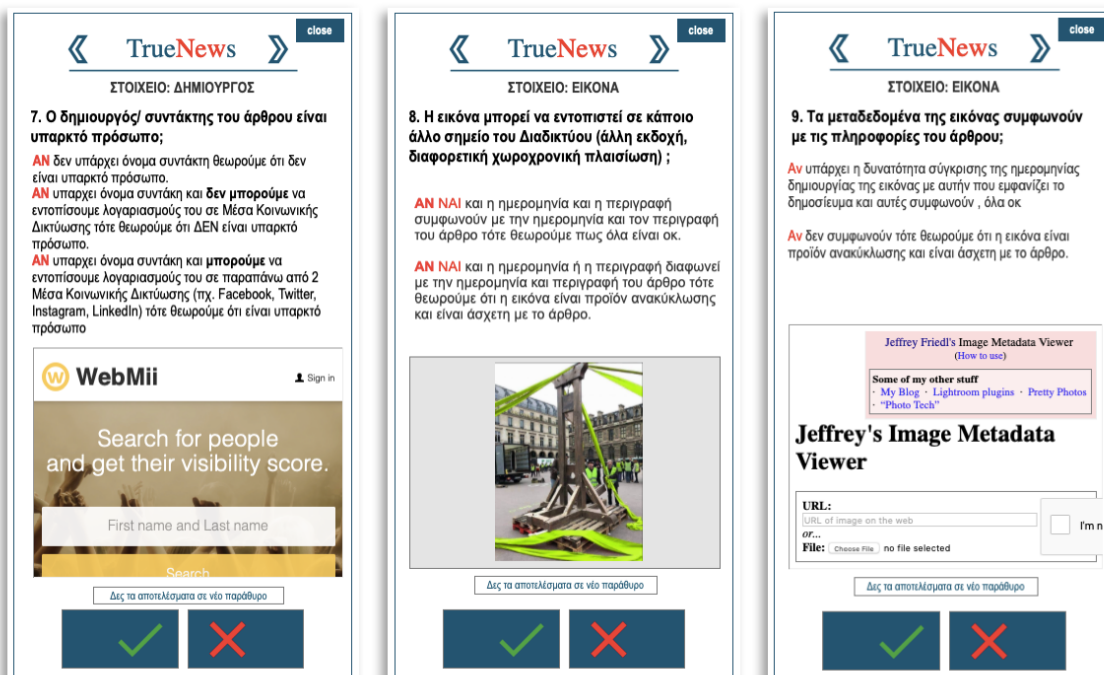 close
TrueNews
ΣΤΟΙΧΕΙΟ: ΔΗΜΙΟΥΡΓΟΣ
7. Ο δημιουργός/ συντάκτης του άρθρου είναι
υπαρκτό πρόσωπο;
ΑΝ δεν υπάρχει όνομα συντάκτη θεωρούμε ότι δεν
είναι υπαρκτό πρόσωπο.
ΑΝ υπαρχει όνομα συντάκη και δεν μπορούμε να
εντοπίσουμε λογαριασμούς του σε Μέσα Κοινωνικής
Δικτύωσης τότε θεωρούμε ότι ΔΕΝ είναι υπαρκτό
πρόσωπο.
ΑΝ υπαρχει όνομα συντάκη και μπορούμε να
εντοπίσουμε λογαριασμούς του σε παραπάνω από 2
Μέσα Κοινωνικής Δικτύωσης (πχ. Facebook, Twitter,
Instagram, LinkedIn) τότε θεωρούμε ότι είναι υπαρκτό
πρόσωπο
W WebMii
Sign in
Search for people
and get their visibility score.
First name and Last name
Search
Δες τα αποτελέσματα σε νέο παράθυρο
close
TrueNews
ΣΤΟΙΧΕΙΟ: ΕΙΚΟΝΑ
8. Η εικόνα μπορεί να εντοπιστεί σε κάποιο
άλλο σημείο του Διαδικτύου (άλλη εκδοχή,
διαφορετική χωροχρονική πλαισίωση) ;
ΑΝ ΝΑΙ και η ημερομηνία και η περιγραφή
συμφωνούν με την ημερομηνία και τον περιγραφή
του άρθρο τότε θεωρούμε πως όλα είναι οκ.
ΑΝ ΝΑΙ και η ημερομηνία ή η περιγραφή διαφωνεί
με την ημερομηνία και περιγραφή του άρθρο τότε
θεωρούμε ότι η εικόνα είναι προϊόν ανακύκλωσης
και είναι άσχετη με το άρθρο.
Δες τα αποτελέσματα σε νέο παράθυρο
close
TrueNews
ΣΤΟΙΧΕΙΟ: ΕΙΚΟΝΑ
9. Τα μεταδεδομένα της εικόνας συμφωνούν
με τις πληροφορίες του άρθρου;
Αν υπάρχει η δυνατότητα σύγκρισης της ημερομηνίας
δημιουργίας της εικόνας με αυτήν που εμφανίζει το
δημοσίευμα και αυτές συμφωνούν , όλα οκ
Αν δεν συμφωνούν τότε θεωρούμε ότι η εικόνα είναι
προϊόν ανακύκλωσης και είναι άσχετη με το άρθρο.
Jeffrey Friedl's Image Metadata Viewer
(How to use)
Some of my other stuff
· My Blog · Lightroom plugins · Pretty Photos
· “Photo Tech”
Jeffrey's Image Metadata
Viewer
URL:
URL of image on the web
or...
File: Choose File no file selected
I'm n
Δες τα αποτελέσματα σε νέο παράθυρο